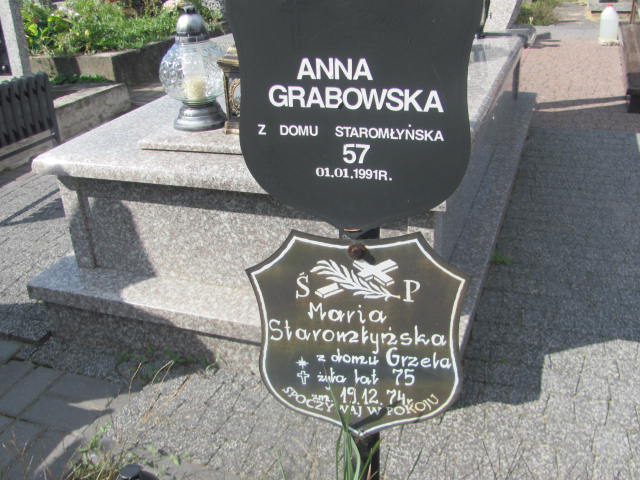 ANNA
GRABOWSKA
Z DOMU STAROMŁYŃSKA
57
01.01.1991R.
Ś P
Maria
Staromłyńska
z domu Grzela
żyła lat 75
zm. 19.12.74r.
SPOCZYWAJ W POKOJU